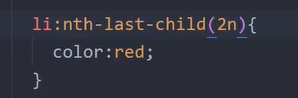 li:nth-last-child(2n){
color:red;
}